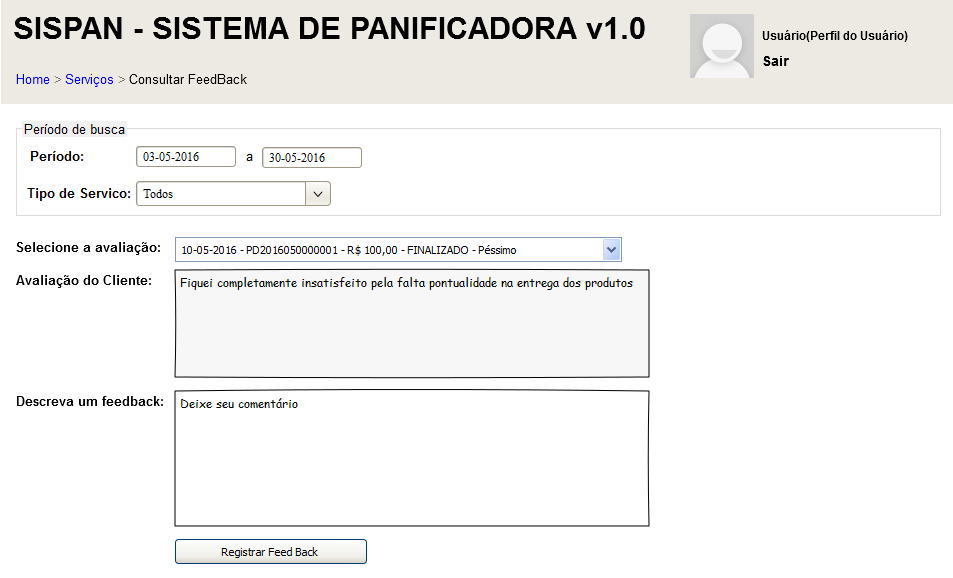 SISPAN - SISTEMA DE PANIFICADORA v1.0
Usuário(Perfil do Usuário)
Sair
Home > Serviços > Consultar FeedBack
Período de busca
Período: 03-05-2016 a 30-05-2016
Tipo de Servico: Todos
Selecione a avaliação: 10-05-2016 - PD2016050000001 - R$ 100,00 - FINALIZADO - Péssimo
Avaliação do Cliente: Fiquei completamente insatisfeito pela falta pontualidade na entrega dos produtos
Descreva um feedback: Deixe seu comentário
Registrar Feed Back